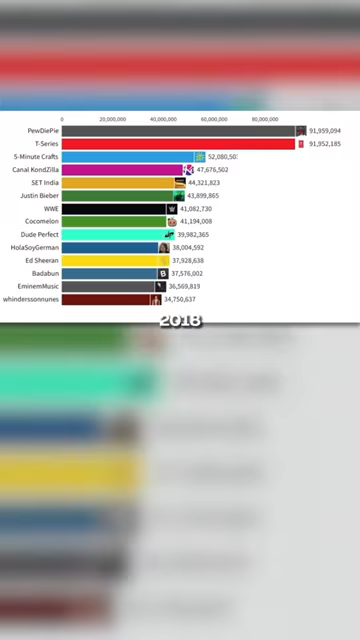 0 20,000,000 40,000,000 60,000,000 80,000,000
PewDiePie 91,959,094
T-Series 91,952,185
5-Minute Crafts 52,080,50
Canal KondZilla 47,676,502
SET India 44,321,823
Justin Bieber 43,899,865
WWE 41,082,730
Cocomelon 41,194,008
Dude Perfect 39,982,365
HolaSoyGerman 38,004,592
Ed Sheeran 37,928,638
Badabun 37,576,002
EminemMusic 36,569,819
whinderssonnunes 34,750,637
2018